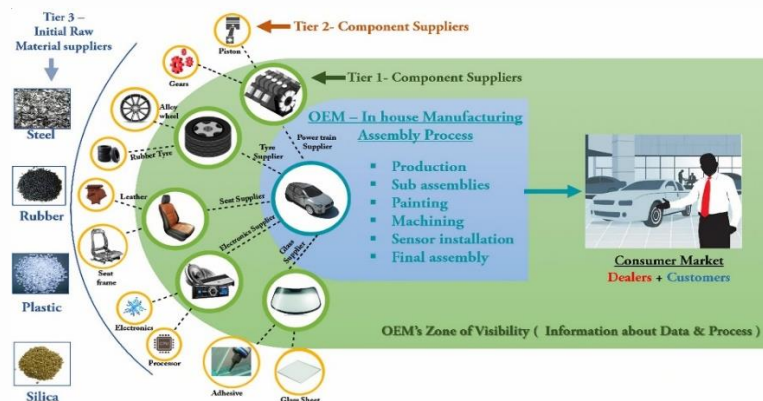 Tier 3 –
Initial Raw
Material suppliers
Steel
Rubber
Plastic
Silica
Tier 2- Component Suppliers
Piston
Gears
Tier 1- Component Suppliers
Alloy
wheel
Rubber Tyre
Leather
Seat
frame
Electronics
Processor
Adhesive
Glass Sheet
Power train
Supplier
Tyre
Supplier
Seat Supplier
Electronics Supplier
Glass
Supplier
OEM – In house Manufacturing
Assembly Process
▪ Production
▪ Sub assemblies
▪ Painting
▪ Machining
▪ Sensor installation
▪ Final assembly
Consumer Market
Dealers + Customers
OEM's Zone of Visibility ( Information about Data & Process )